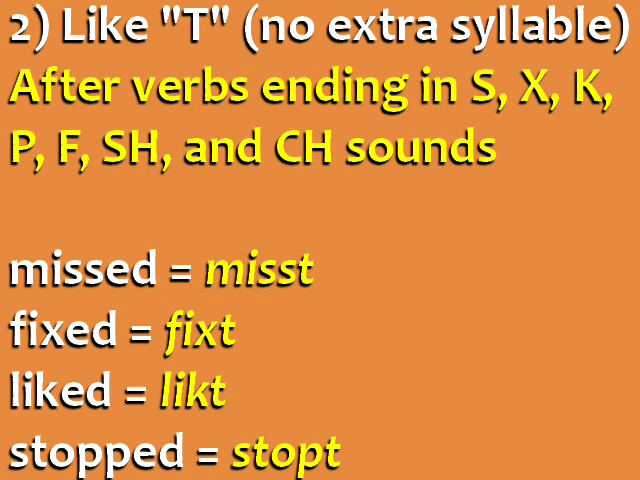 2) Like "T" (no extra syllable)
After verbs ending in S, X, K,
P, F, SH, and CH sounds
missed = misst
fixed = fixt
liked = likt
stopped = stopt